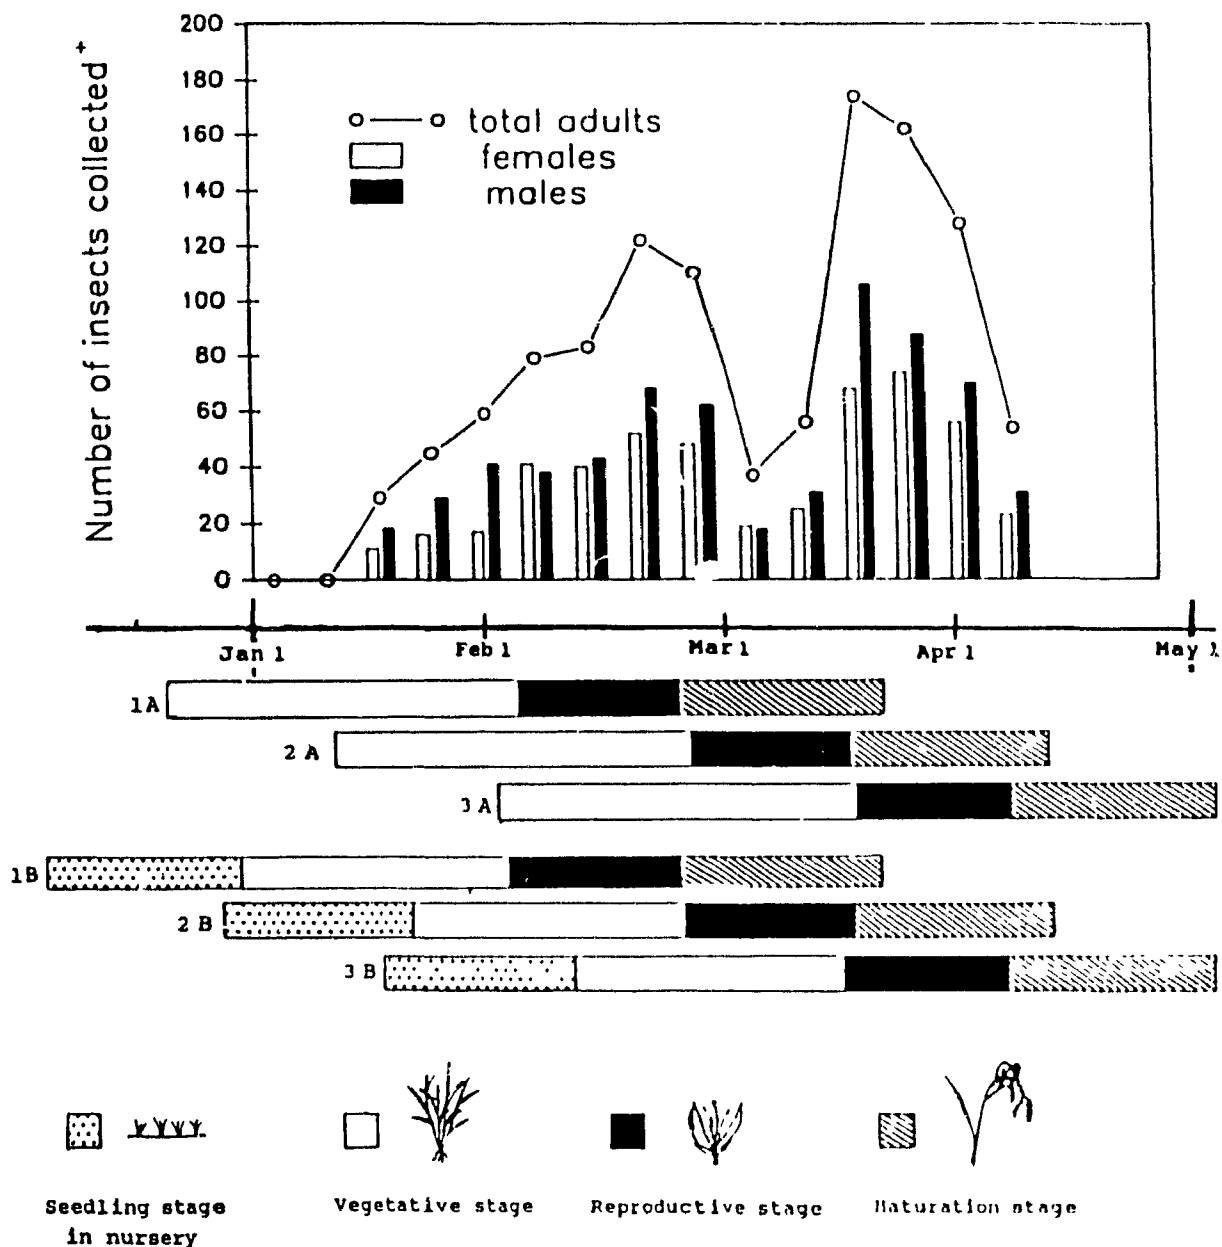 Number of insects collected+
200
180
160
140
120
100
80
60
40
20
0
o—o total adults
females
males
Jan 1
Feb 1
Mar 1
Apr 1
May 1
1A
2 A
3 A
1B
2 B
3 B
Seedling stage
in nursery
Vegetative stage
Reproductive stage
Maturation stage